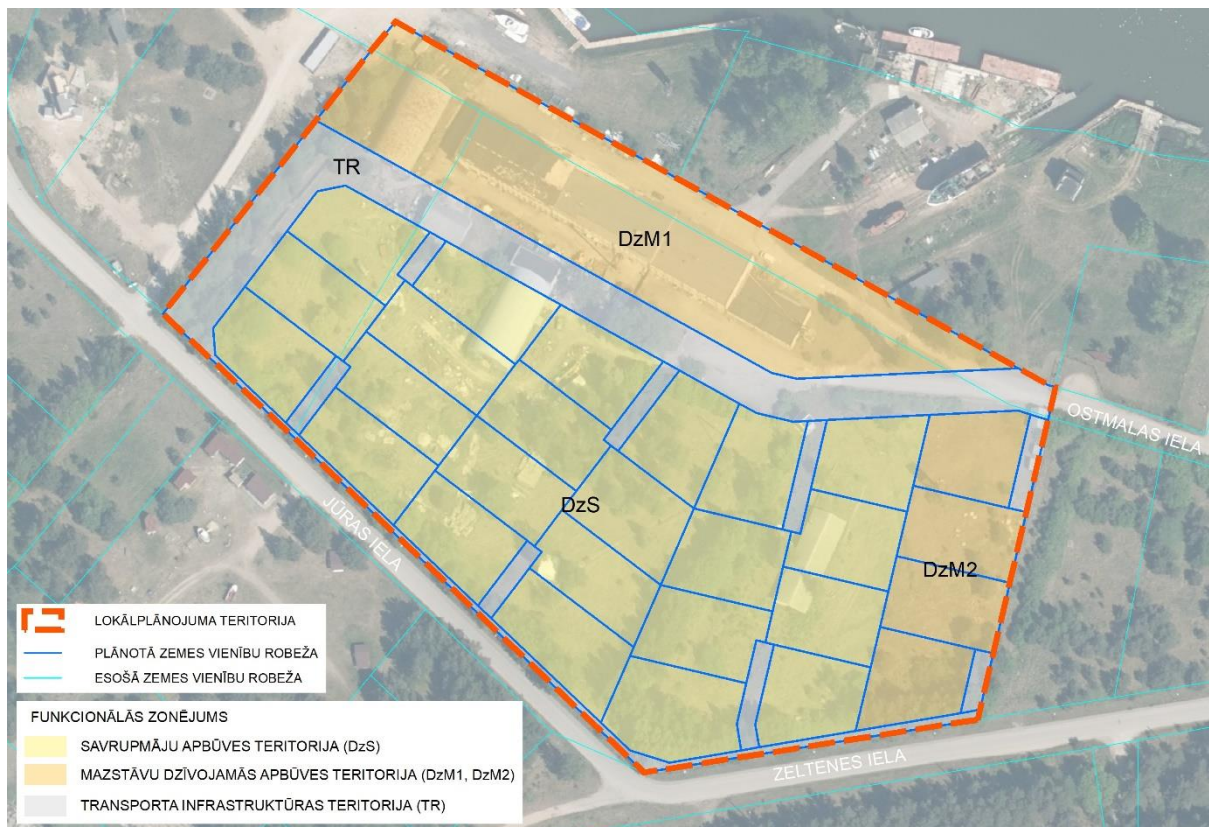 TR
DzM1
OSTMALAS IELA
DzS
JŪRAS IELA
DzM2
ZELTENES IELA
LOKĀLPLĀNOJUMA TERITORIJA
PLĀNOTĀ ZEMES VIENĪBU ROBEŽA
ESOŠĀ ZEMES VIENĪBU ROBEŽA
FUNKCIONĀLĀS ZONĒJUMS
SAVRUPMĀJU APBŪVES TERITORIJA (DzS)
MAZSTĀVU DZĪVOJAMĀS APBŪVES TERITORIJA (DzM1, DzM2)
TRANSPORTA INFRASTRUKTŪRAS TERITORIJA (TR)